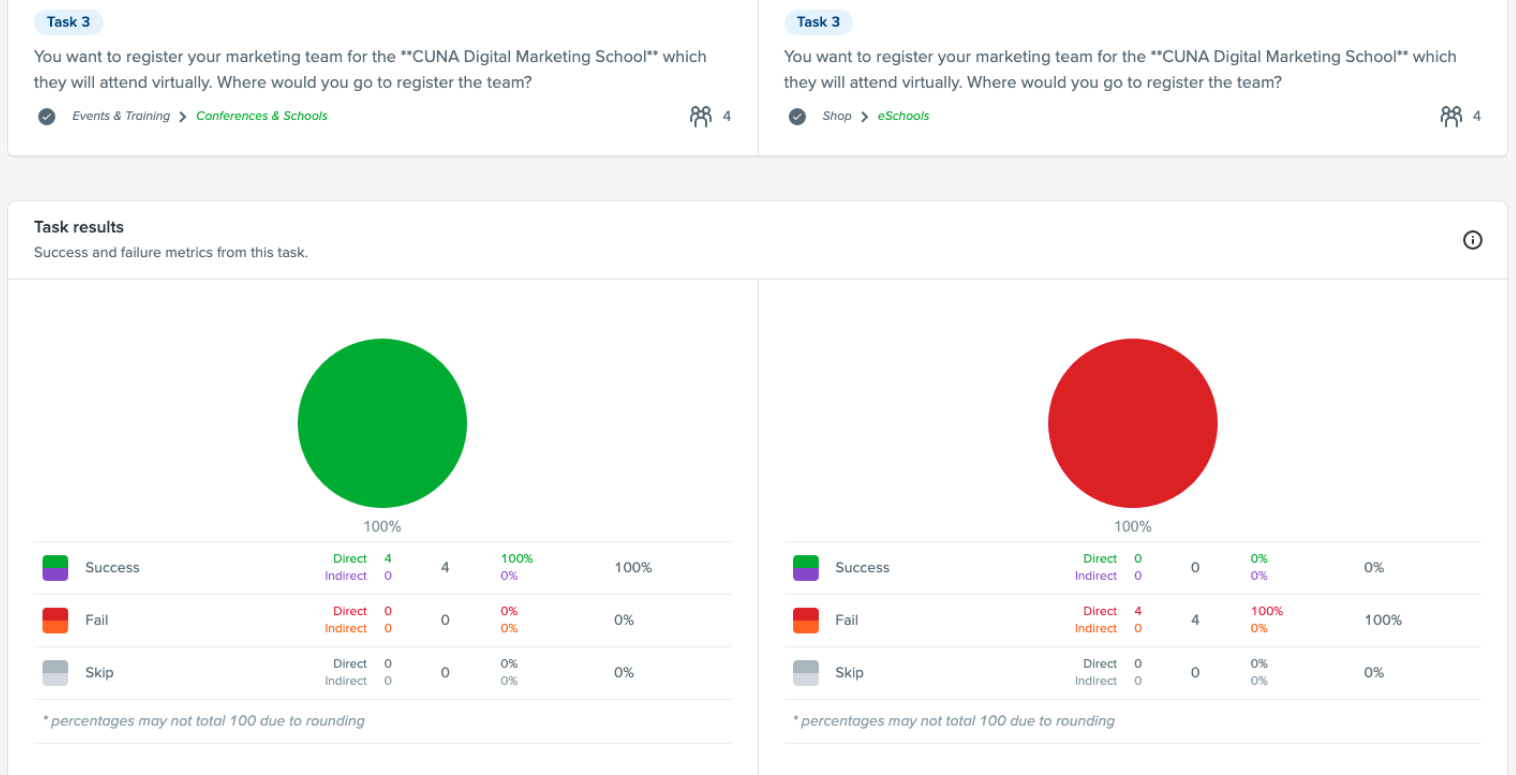 Task 3
You want to register your marketing team for the **CUNA Digital Marketing School** which
they will attend virtually. Where would you go to register the team?
Events & Training > Conferences & Schools
4
Task 3
You want to register your marketing team for the **CUNA Digital Marketing School** which
they will attend virtually. Where would you go to register the team?
Shop > eSchools
4
Task results
Success and failure metrics from this task.
100%
Success Direct 4 4 100% 100%
Indirect 0 0%
Fail Direct 0 0 0% 0%
Indirect 0 0%
Skip Direct 0 0 0% 0%
Indirect 0 0%
* percentages may not total 100 due to rounding
100%
Success Direct 0 0 0% 0%
Indirect 0 0%
Fail Direct 4 4 100% 100%
Indirect 0 0%
Skip Direct 0 0 0% 0%
Indirect 0 0%
* percentages may not total 100 due to rounding